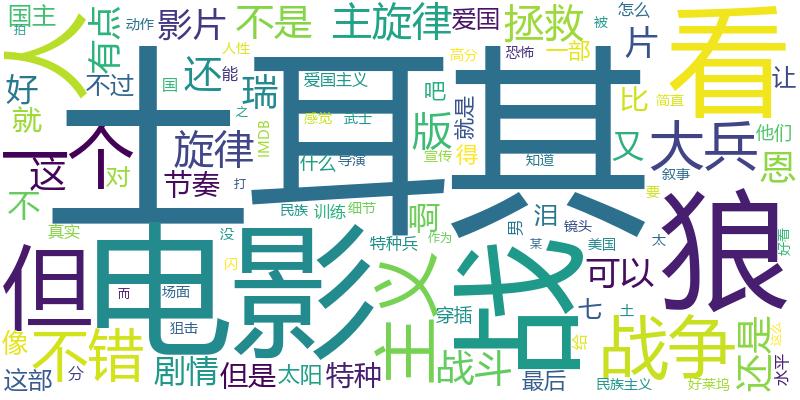 国主
拍
人
有点
动作
影片
不是
主旋律
爱国
拯救
怎么
被
看
好
不过
还
能
人性
瑞
爱国主义
吧
高分
恐怖
一部
片
比
让
简直
就
国
土耳其
之
IMDB
感觉
武士
版
宣传
就是
得
又
大兵
他们
恩
一个
这
对
旋律
节奏
打
什么
导演
知道
叙事
要
不
真实
没
民族
训练
细节
啊
泪
男
某
镜头
美国
太
狼
好看
但
电影
闪
特种兵
作为
主义
战
可以
而
场面
狙击
穿插
七
土
给
像
不错
剧情
战斗
战争
还是
这么
这部
分
但是
太阳
特种
最后
民族主义
好莱坞
水平